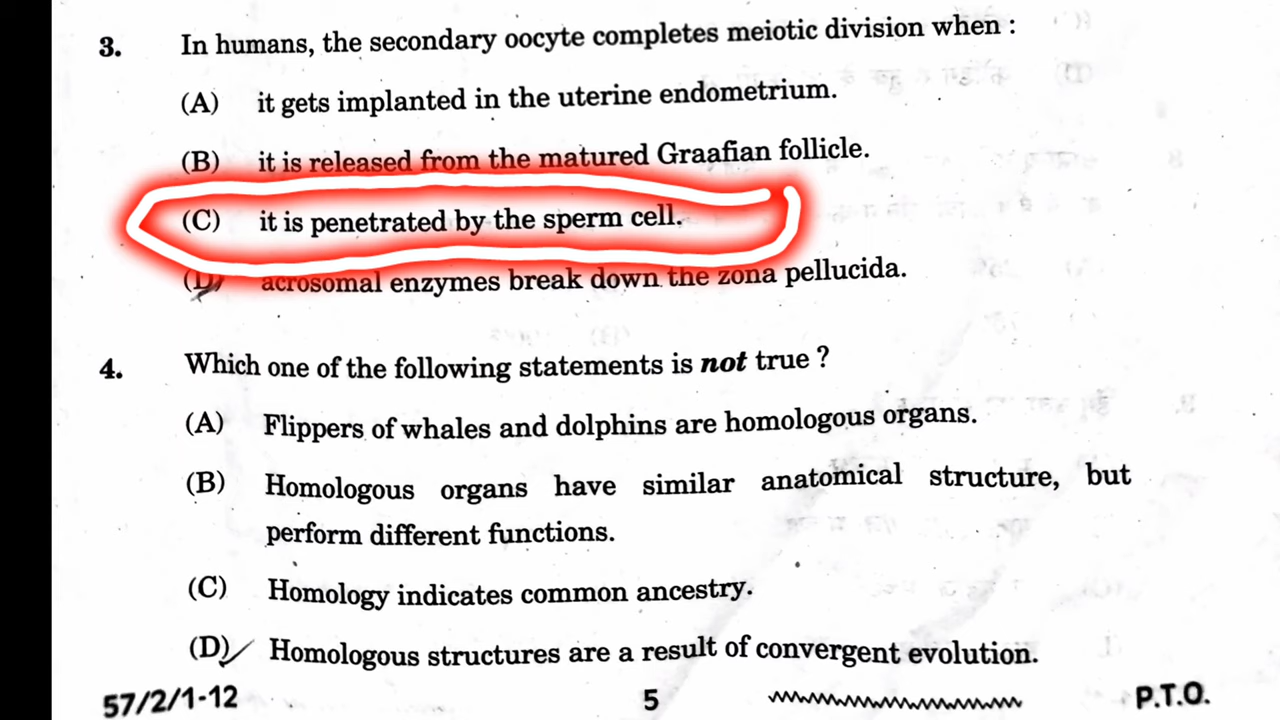 3. In humans, the secondary oocyte completes meiotic division when :
(A) it gets implanted in the uterine endometrium.
(B) it is released from the matured Graafian follicle.
(C) it is penetrated by the sperm cell.
(D) acrosomal enzymes break down the zona pellucida.
4. Which one of the following statements is not true ?
(A) Flippers of whales and dolphins are homologous organs.
(B) Homologous organs have similar anatomical structure, but
perform different functions.
(C) Homology indicates common ancestry.
(D) Homologous structures are a result of convergent evolution.
57/2/1-12 5 P.T.O.